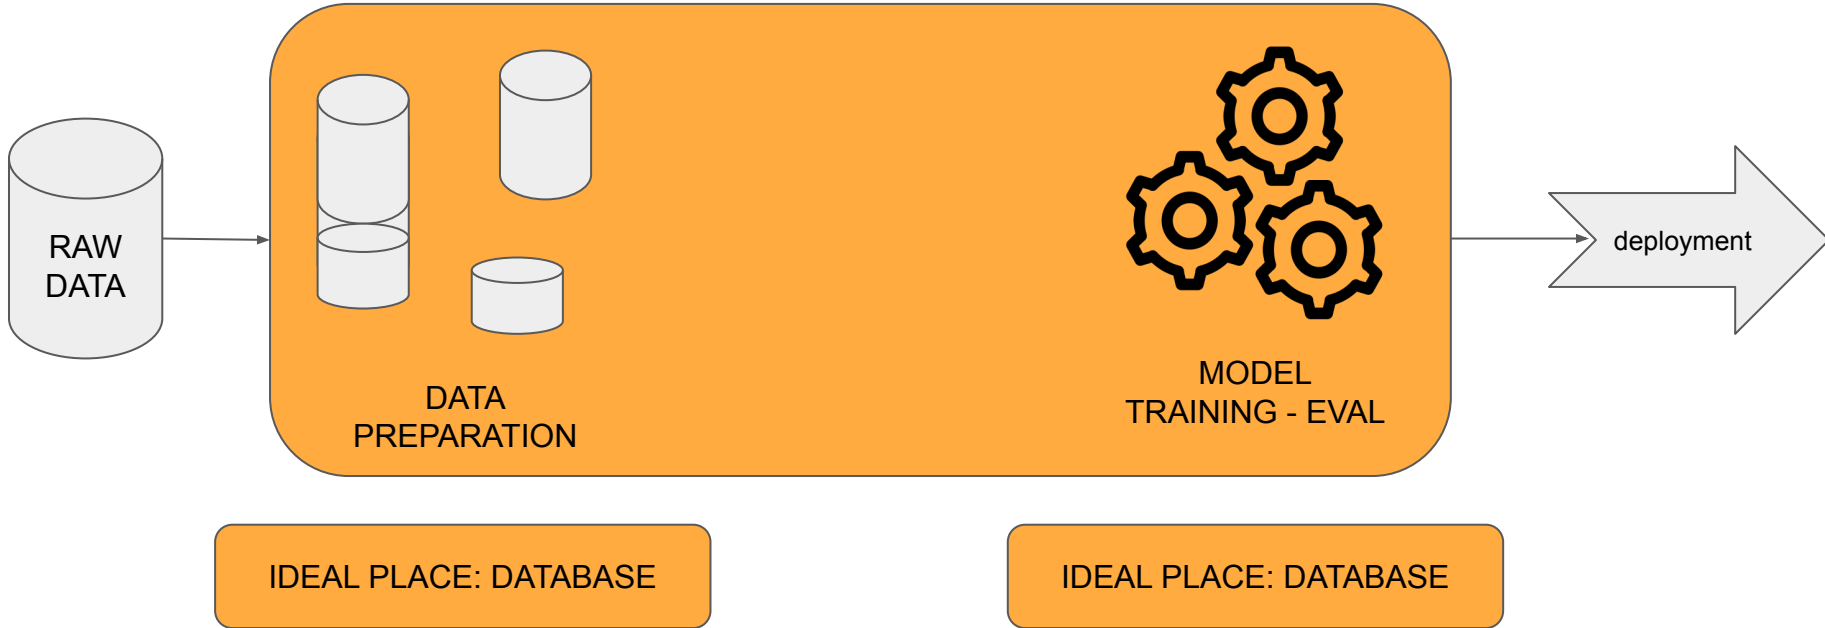 RAW
DATA
DATA
PREPARATION
MODEL
TRAINING - EVAL
deployment
IDEAL PLACE: DATABASE
IDEAL PLACE: DATABASE